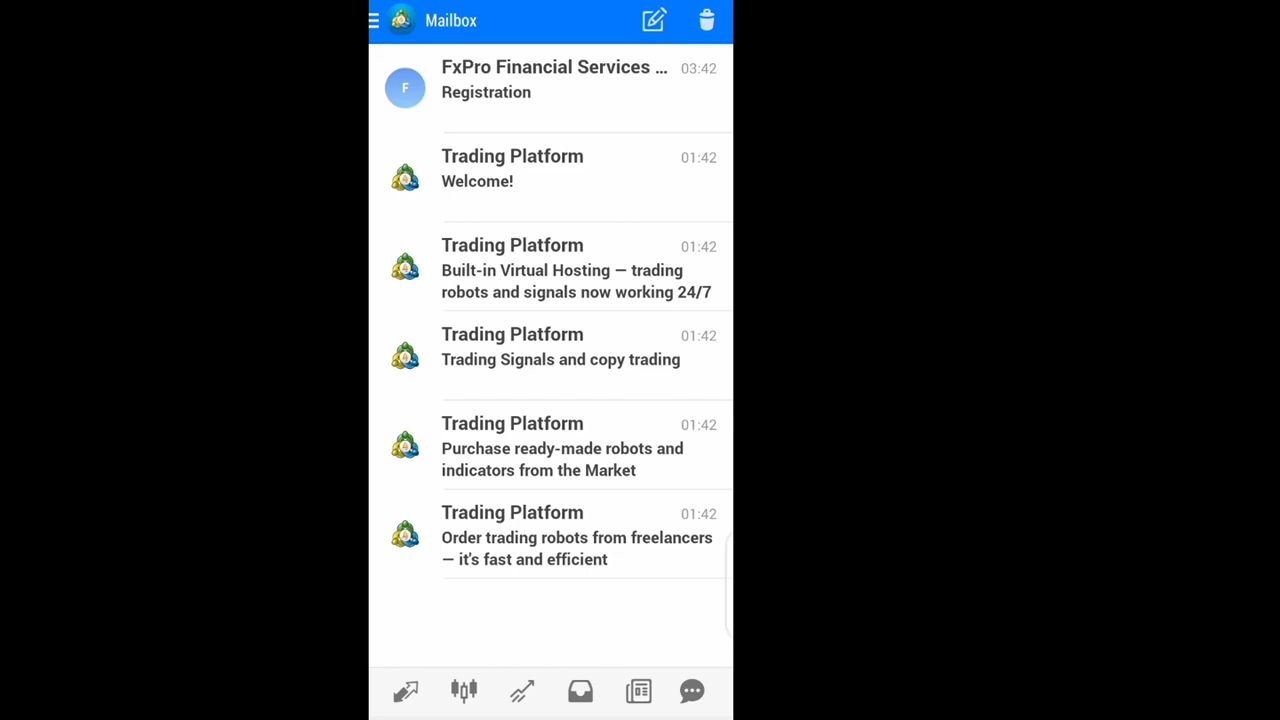 Mailbox
FxPro Financial Services ... 03:42
F
Registration
Trading Platform 01:42
Welcome!
Trading Platform 01:42
Built-in Virtual Hosting — trading
robots and signals now working 24/7
Trading Platform 01:42
Trading Signals and copy trading
Trading Platform 01:42
Purchase ready-made robots and
indicators from the Market
Trading Platform 01:42
Order trading robots from freelancers
— it's fast and efficient